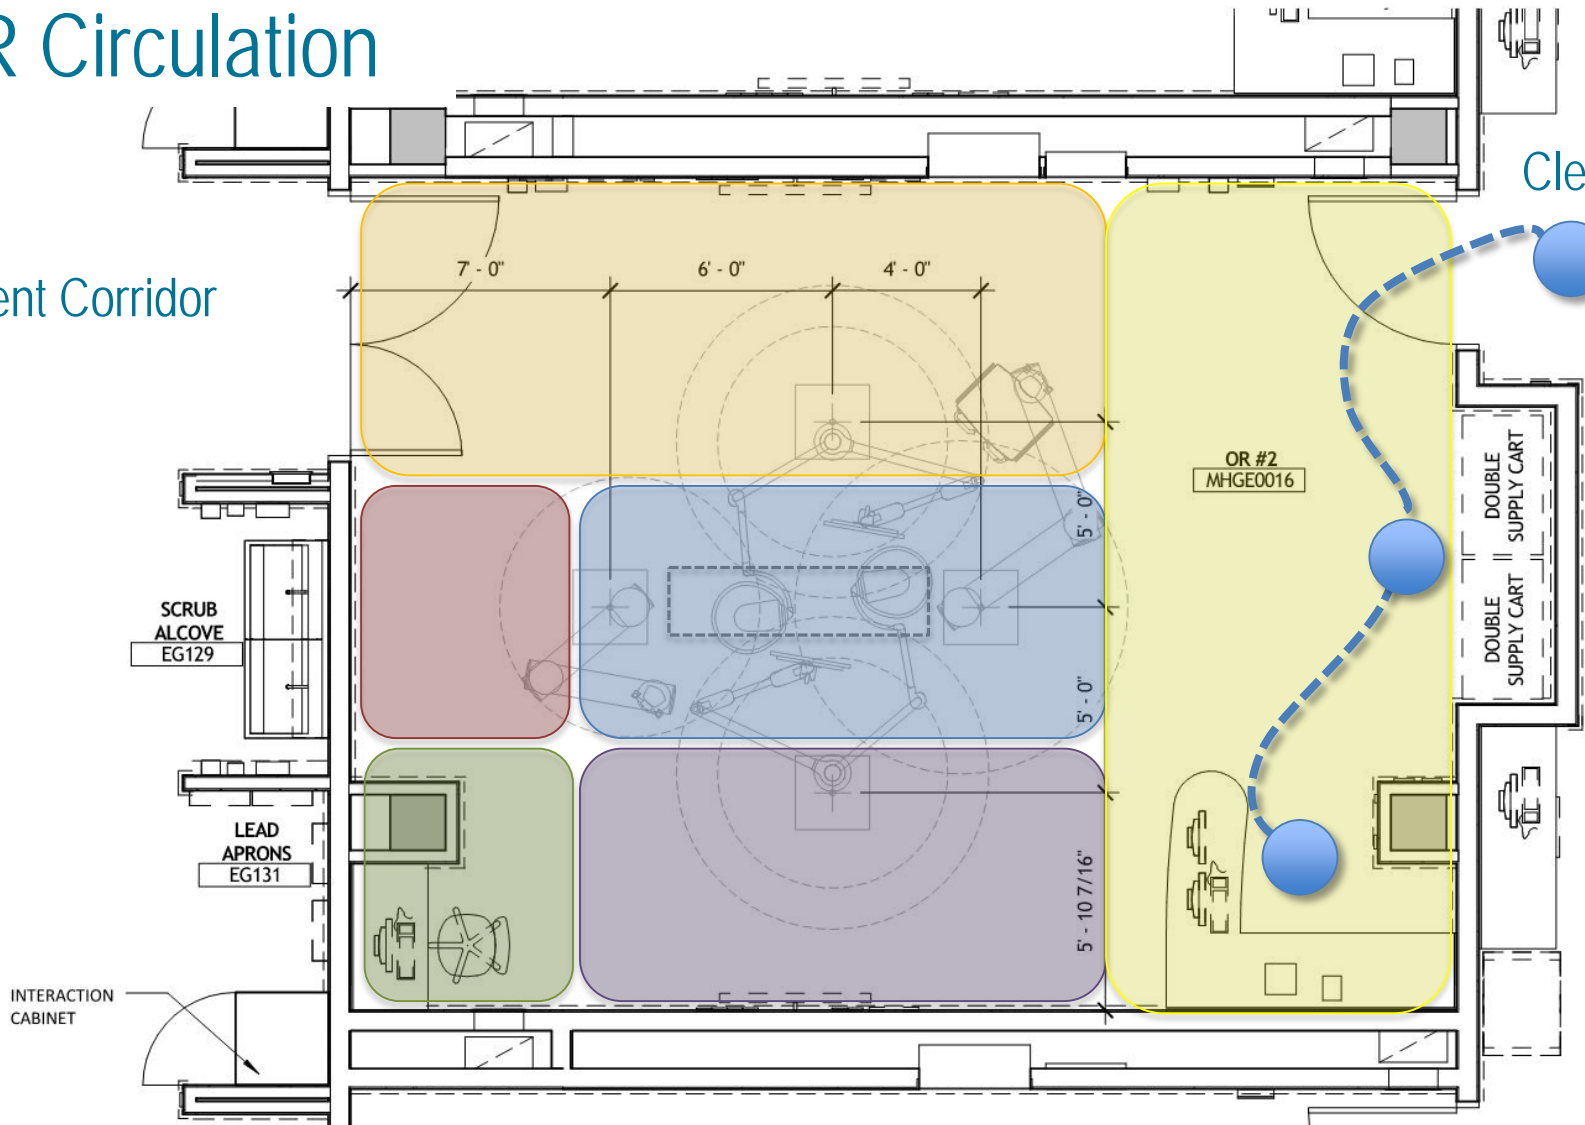 R Circulation
Cle
ent Corridor
7' - 0"
6' - 0"
4' - 0"
5' - 0"
OR #2
MHGE0016
DOUBLE
SUPPLY CART
DOUBLE
SUPPLY CART
SCRUB
ALCOVE
EG129
5' - 0"
LEAD
APRONS
EG131
5' - 10 7/16"
INTERACTION
CABINET